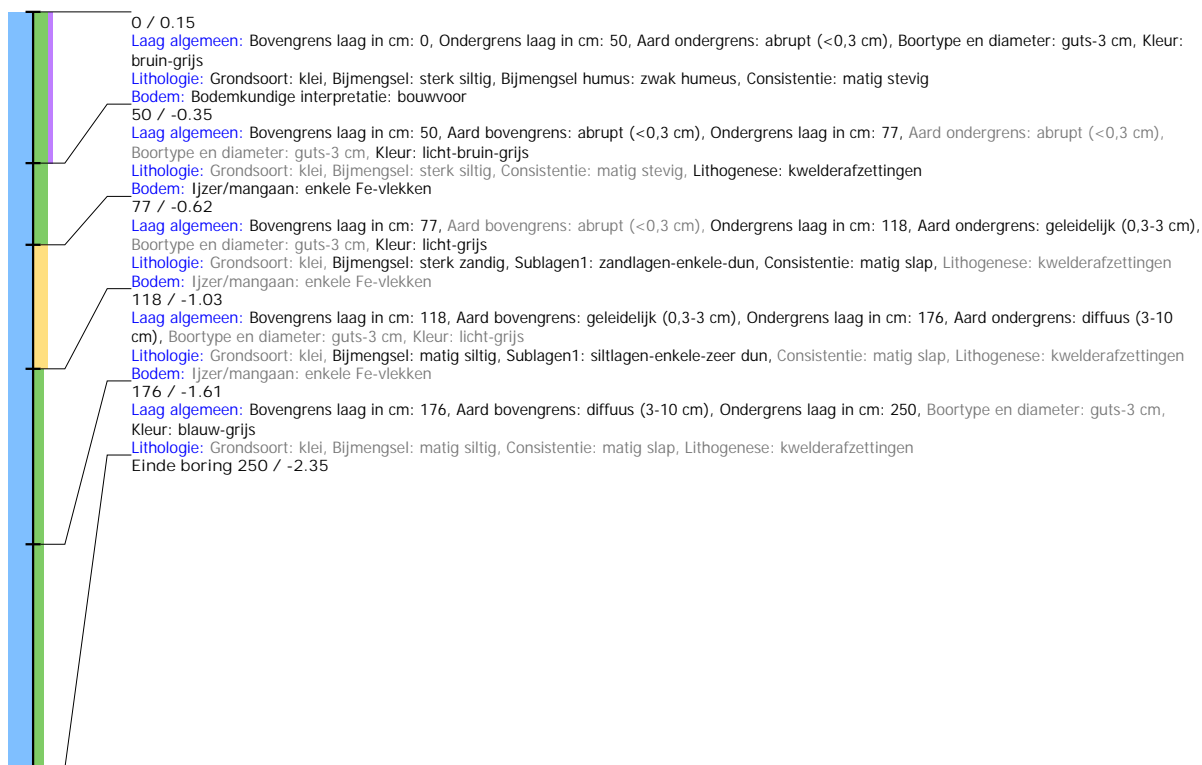 0 / 0.15
Laag algemeen: Bovengrens laag in cm: 0, Ondergrens laag in cm: 50, Aard ondergrens: abrupt (<0,3 cm), Boortype en diameter: guts-3 cm, Kleur:
bruin-grijs
Lithologie: Grondsoort: klei, Bijmengsel: sterk siltig, Bijmengsel humus: zwak humeus, Consistentie: matig stevig
Bodem: Bodemkundige interpretatie: bouwvoor
50 / -0.35
Laag algemeen: Bovengrens laag in cm: 50, Aard bovengrens: abrupt (<0,3 cm), Ondergrens laag in cm: 77, Aard ondergrens: abrupt (<0,3 cm),
Boortype en diameter: guts-3 cm, Kleur: licht-bruin-grijs
Lithologie: Grondsoort: klei, Bijmengsel: sterk siltig, Consistentie: matig stevig, Lithogenese: kwelderafzettingen
Bodem: Ijzer/mangaan: enkele Fe-vlekken
77 / -0.62
Laag algemeen: Bovengrens laag in cm: 77, Aard bovengrens: abrupt (<0,3 cm), Ondergrens laag in cm: 118, Aard ondergrens: geleidelijk (0,3-3 cm),
Boortype en diameter: guts-3 cm, Kleur: licht-grijs
Lithologie: Grondsoort: klei, Bijmengsel: sterk zandig, Sublagen1: zandlagen-enkele-dun, Consistentie: matig slap, Lithogenese: kwelderafzettingen
Bodem: Ijzer/mangaan: enkele Fe-vlekken
118 / -1.03
Laag algemeen: Bovengrens laag in cm: 118, Aard bovengrens: geleidelijk (0,3-3 cm), Ondergrens laag in cm: 176, Aard ondergrens: diffuus (3-10
cm), Boortype en diameter: guts-3 cm, Kleur: licht-grijs
Lithologie: Grondsoort: klei, Bijmengsel: matig siltig, Sublagen1: siltlagen-enkele-zeer dun, Consistentie: matig slap, Lithogenese: kwelderafzettingen
Bodem: Ijzer/mangaan: enkele Fe-vlekken
176 / -1.61
Laag algemeen: Bovengrens laag in cm: 176, Aard bovengrens: diffuus (3-10 cm), Ondergrens laag in cm: 250, Boortype en diameter: guts-3 cm,
Kleur: blauw-grijs
Lithologie: Grondsoort: klei, Bijmengsel: matig siltig, Consistentie: matig slap, Lithogenese: kwelderafzettingen
Einde boring 250 / -2.35